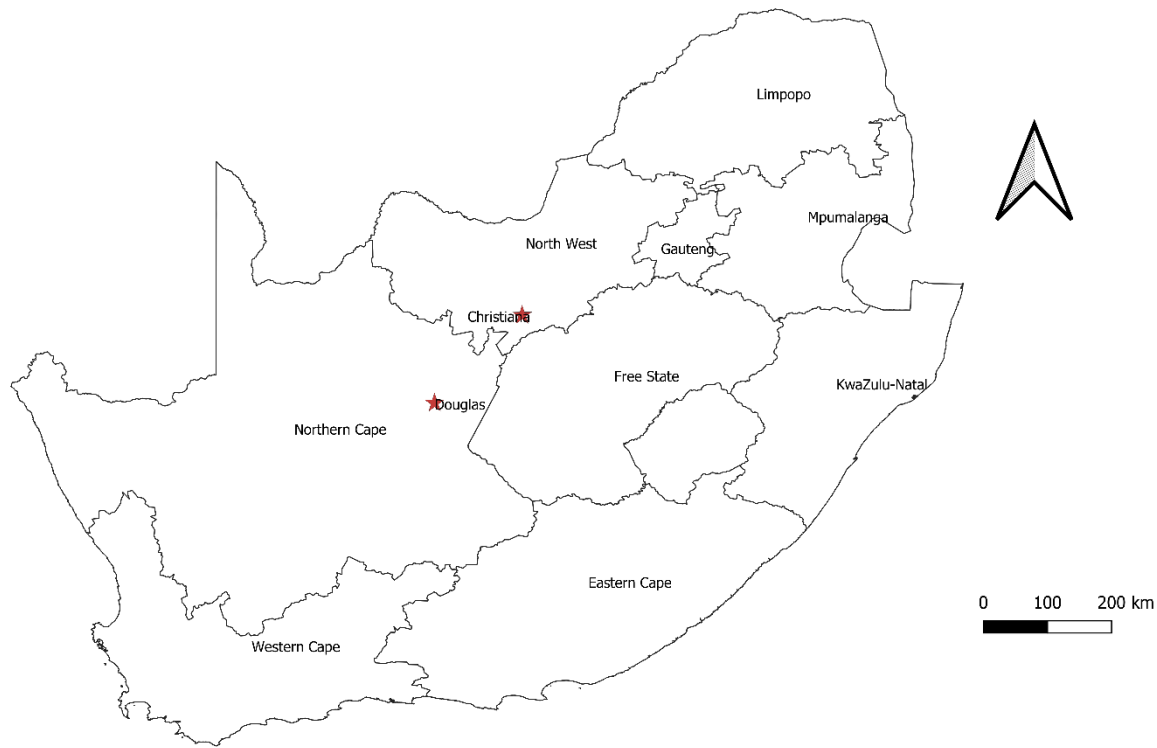 Limpopo
Mpumalanga
North West
Gauteng
Christiana
Free State
KwaZulu-Natal
Douglas
Northern Cape
Eastern Cape
0 100 200 km
Western Cape